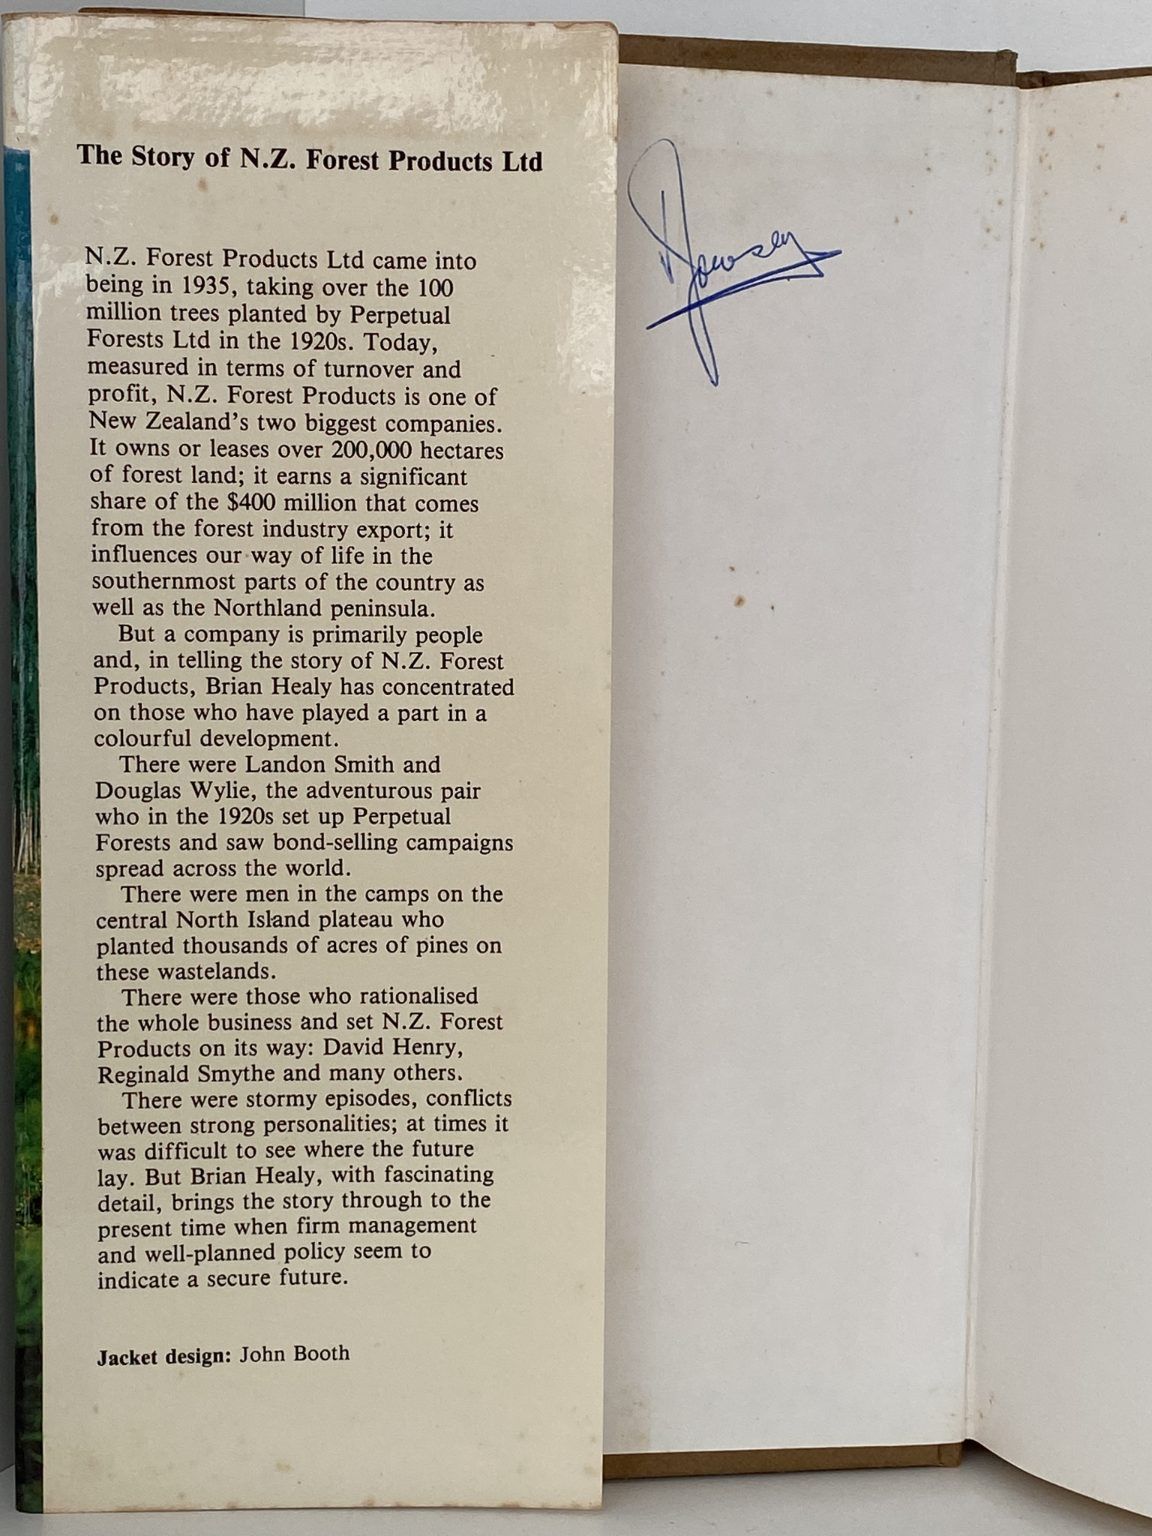 The Story of N.Z. Forest Products Ltd
N.Z. Forest Products Ltd came into
being in 1935, taking over the 100
million trees planted by Perpetual
Forests Ltd in the 1920s. Today,
measured in terms of turnover and
profit, N.Z. Forest Products is one of
New Zealand's two biggest companies.
It owns or leases over 200,000 hectares
of forest land; it earns a significant
share of the $400 million that comes
from the forest industry export; it
influences our way of life in the
southernmost parts of the country as
well as the Northland peninsula.
But a company is primarily people
and, in telling the story of N.Z. Forest
Products, Brian Healy has concentrated
on those who have played a part in a
colourful development.
There were Landon Smith and
Douglas Wylie, the adventurous pair
who in the 1920s set up Perpetual
Forests and saw bond-selling campaigns
spread across the world.
There were men in the camps on the
central North Island plateau who
planted thousands of acres of pines on
these wastelands.
There were those who rationalised
the whole business and set N.Z. Forest
Products on its way: David Henry,
Reginald Smythe and many others.
There were stormy episodes, conflicts
between strong personalities; at times it
was difficult to see where the future
lay. But Brian Healy, with fascinating
detail, brings the story through to the
present time when firm management
and well-planned policy seem to
indicate a secure future.
Jacket design: John Booth